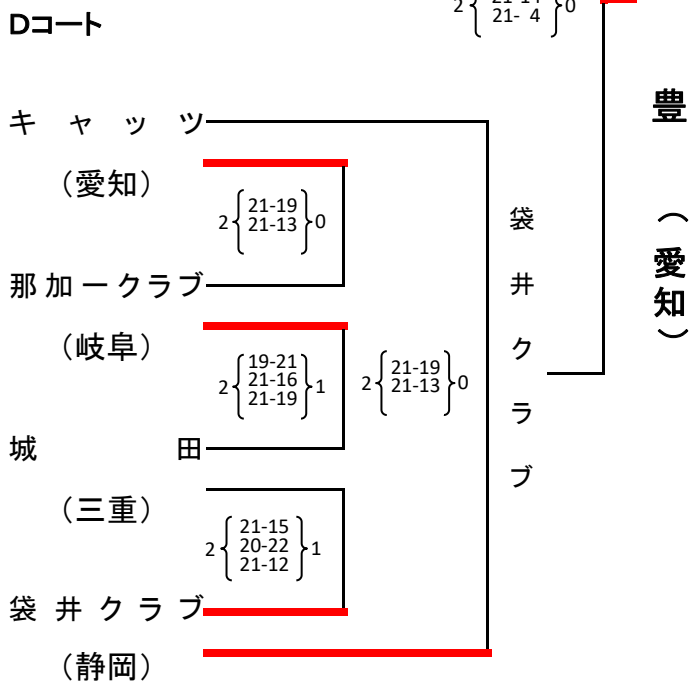 2{21-14 21- 4}0
Dコート
キャッツ
（愛知）
2{21-19 21-13}0
那加一クラブ
（岐阜）
2{19-21 21-16 21-19}1
2{21-19 21-13}0
城田
（三重）
2{21-15 20-22 21-12}1
袋井クラブ
（静岡）
袋井クラブ
豊
（愛知）